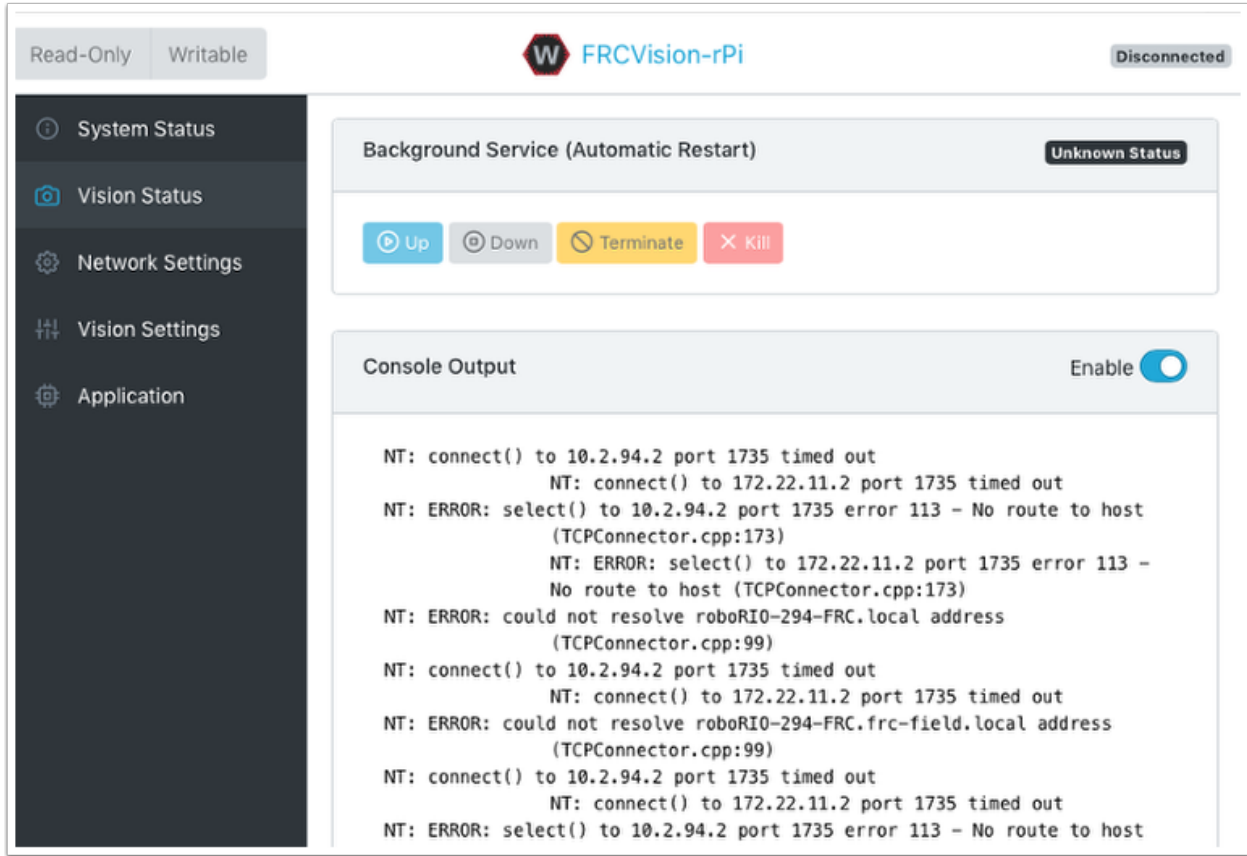 Read-Only Writable
W FRCVision-rPi
Disconnected
System Status
Vision Status
Network Settings
Vision Settings
Application
Background Service (Automatic Restart)
Unknown Status
Up Down Terminate Kill
Console Output
Enable
NT: connect() to 10.2.94.2 port 1735 timed out
NT: connect() to 172.22.11.2 port 1735 timed out
NT: ERROR: select() to 10.2.94.2 port 1735 error 113 – No route to host
(TCPConnector.cpp:173)
NT: ERROR: select() to 172.22.11.2 port 1735 error 113 –
No route to host (TCPConnector.cpp:173)
NT: ERROR: could not resolve roboRIO-294-FRC.local address
(TCPConnector.cpp:99)
NT: connect() to 10.2.94.2 port 1735 timed out
NT: connect() to 172.22.11.2 port 1735 timed out
NT: ERROR: could not resolve roboRIO-294-FRC.frc-field.local address
(TCPConnector.cpp:99)
NT: connect() to 10.2.94.2 port 1735 timed out
NT: connect() to 172.22.11.2 port 1735 timed out
NT: ERROR: select() to 10.2.94.2 port 1735 error 113 – No route to host